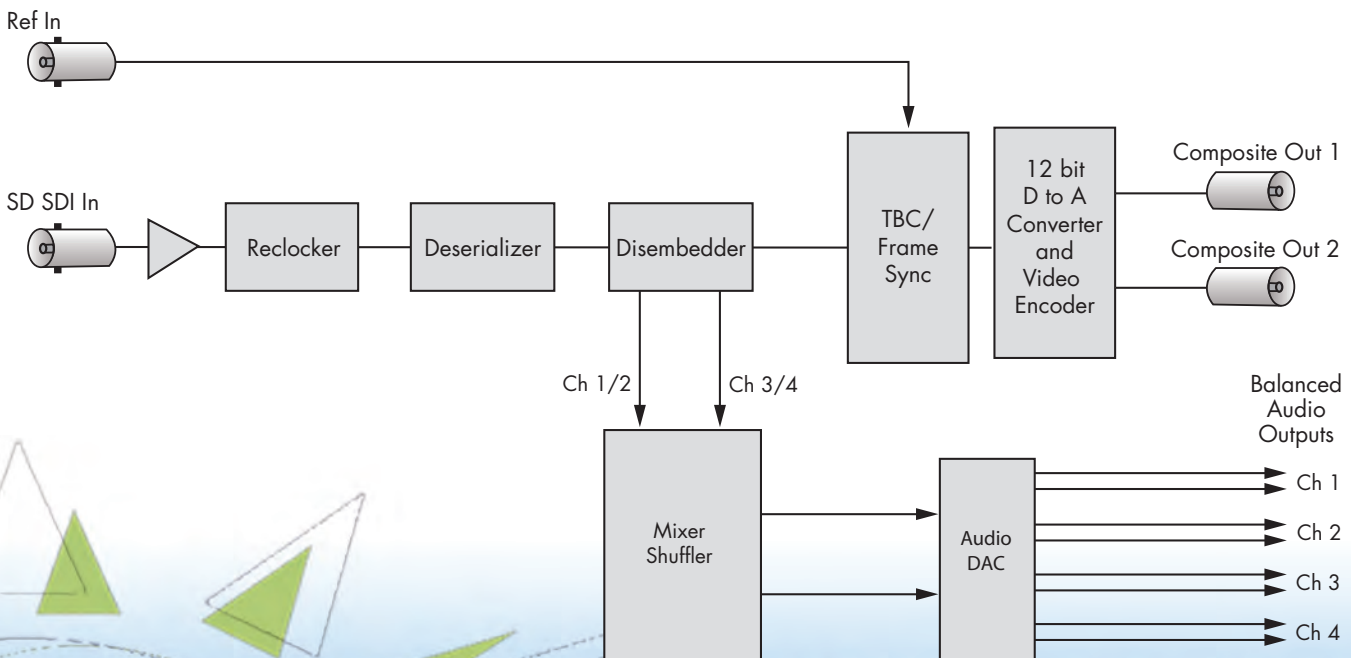 Ref In
SD SDI In
Reclocker
Deserializer
Disembedder
TBC/
Frame
Sync
12 bit
D to A
Converter
and
Video
Encoder
Composite Out 1
Composite Out 2
Ch 1/2
Ch 3/4
Mixer
Shuffler
Audio
DAC
Balanced
Audio
Outputs
Ch 1
Ch 2
Ch 3
Ch 4